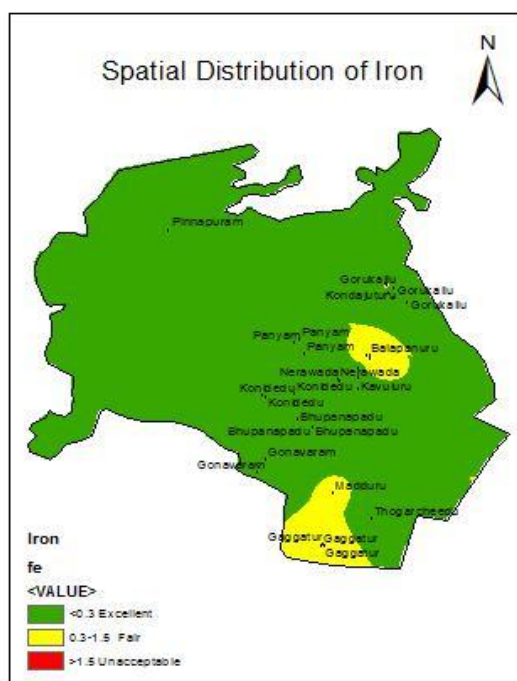 N
Spatial Distribution of Iron
Pinnapuram
Gorukallu
Gorukallu
Kondajuturu
Gorukallu
Panyam
Panyam
Panyam
Balapanuru
Nerawada
Nerawada
Konidedu
Konidedu
Kavuluru
Konidedu
Bhupanapadu
Bhupanapadu
Bhupanapadu
Gonavaram
Gonavaram
Madduru
Thogarcheedu
Gaggatur
Gaggatur
Gaggatur
Iron
fe
<VALUE>
<0.3 Excellent
0.3-1.5 Fair
>1.5 Unacceptable